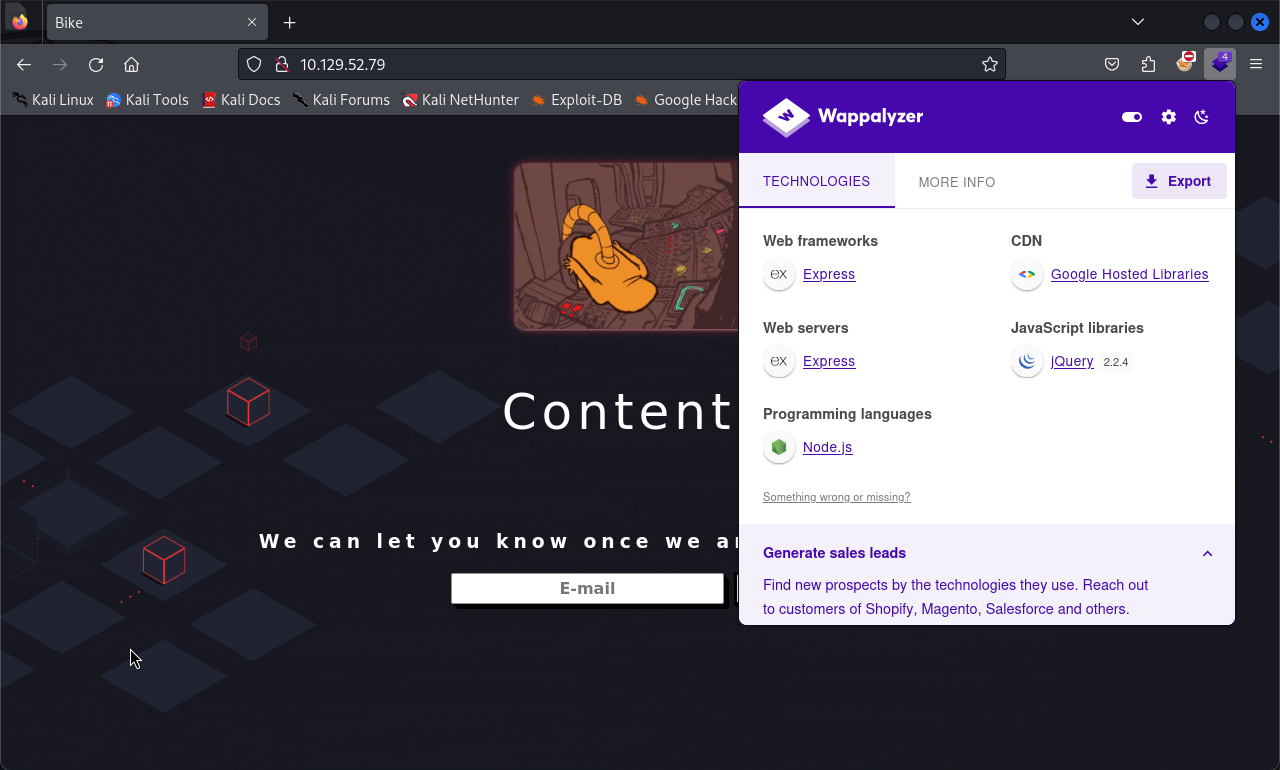 Bike
10.129.52.79
4
Kali Linux Kali Tools Kali Docs Kali Forums Kali NetHunter Exploit-DB Google Hack
Wappalyzer
TECHNOLOGIES MORE INFO Export
Web frameworks
ex Express
CDN
Google Hosted Libraries
Web servers
ex Express
JavaScript libraries
jQuery 2.2.4
Programming languages
Node.js
Something wrong or missing?
Generate sales leads
Find new prospects by the technologies they use. Reach out
to customers of Shopify, Magento, Salesforce and others.
Content
We can let you know once we
E-mail